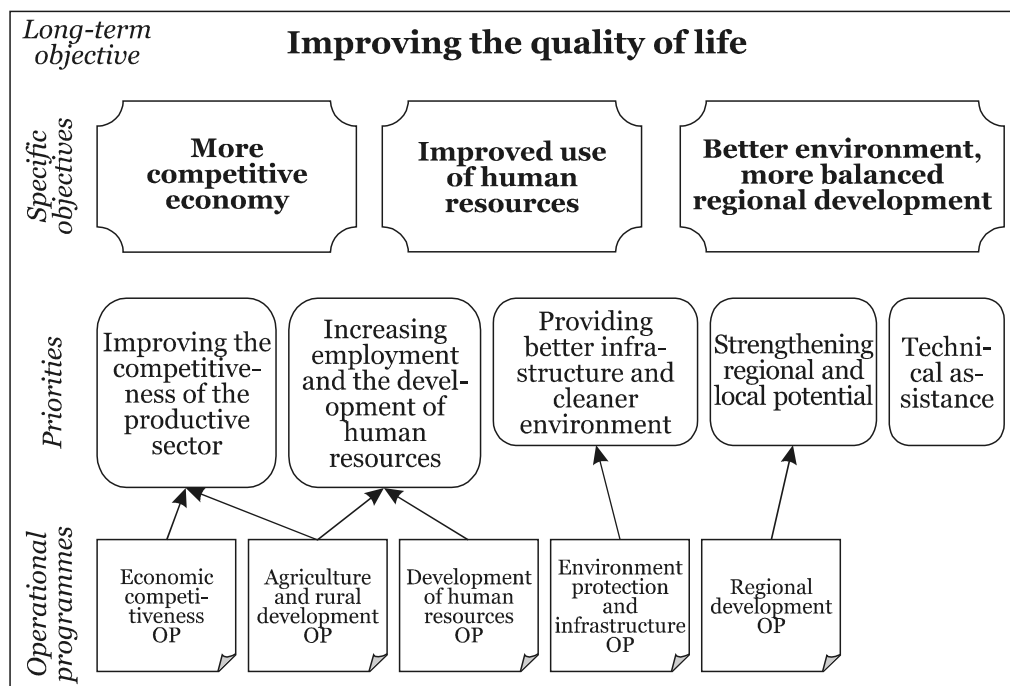 Long-term
objective
Improving the quality of life
Specific
objectives
More
competitive
economy
Improved use
of human
resources
Better environment,
more balanced
regional development
Priorities
Improving the
competitive-
ness of the
productive
sector
Increasing
employment
and the devel-
opment of
human
resources
Providing
better infra-
structure and
cleaner
environment
Strengthening
regional and
local potential
Techni-
cal as-
sistance
Operational
programmes
Economic
competi-
tiveness
OP
Agriculture
and rural
development
OP
Development
of human
resources
OP
Environment
protection
and
infrastructure
OP
Regional
development
OP